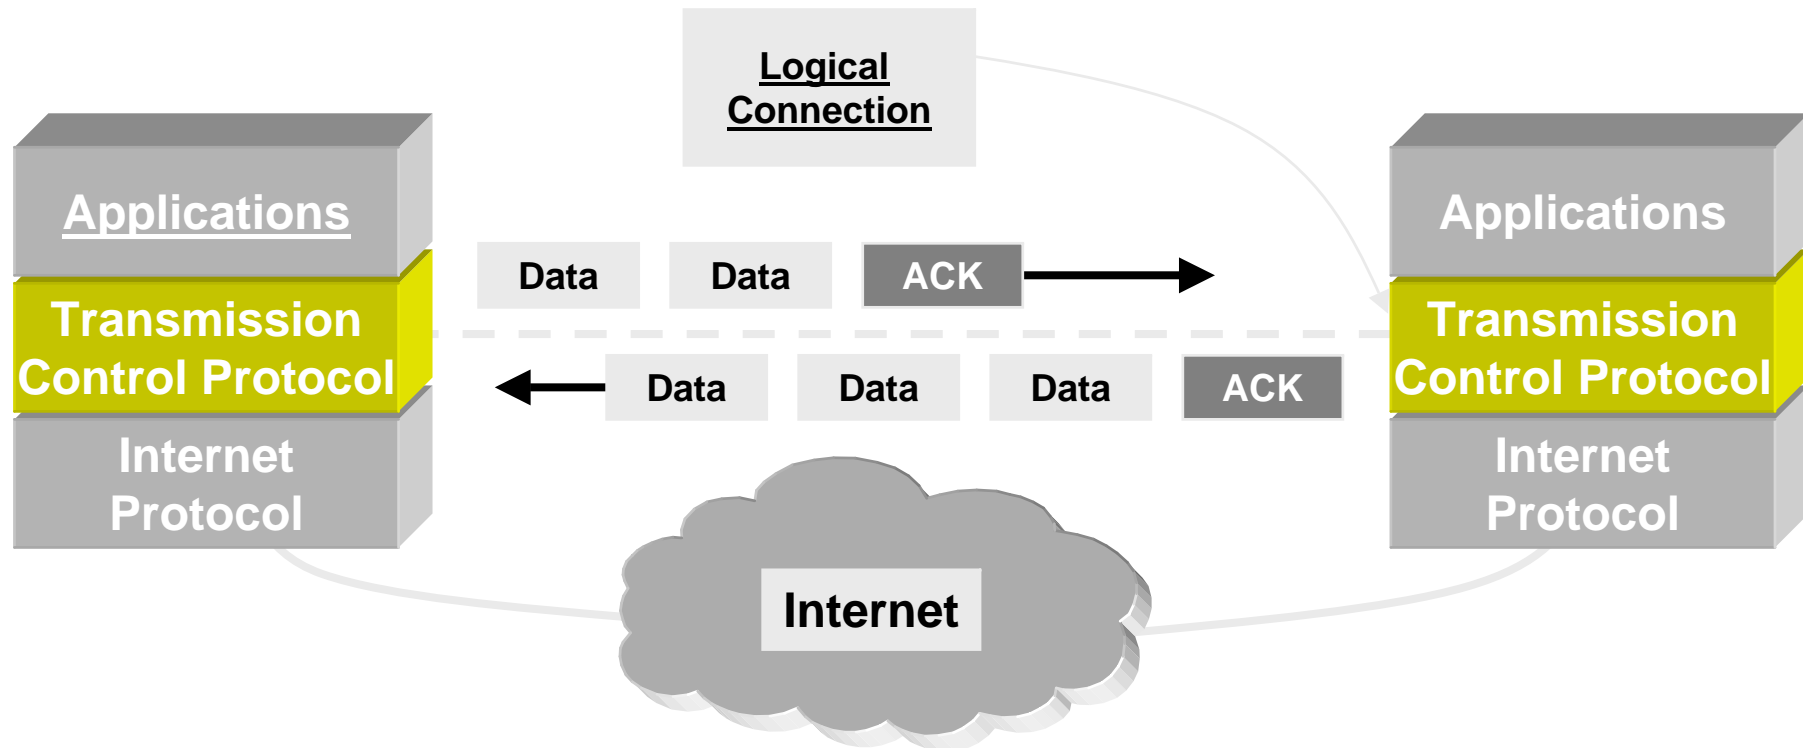 Logical
Connection
Applications
Transmission
Control Protocol
Internet
Protocol
Data Data ACK
Data Data Data ACK
Internet
Applications
Transmission
Control Protocol
Internet
Protocol